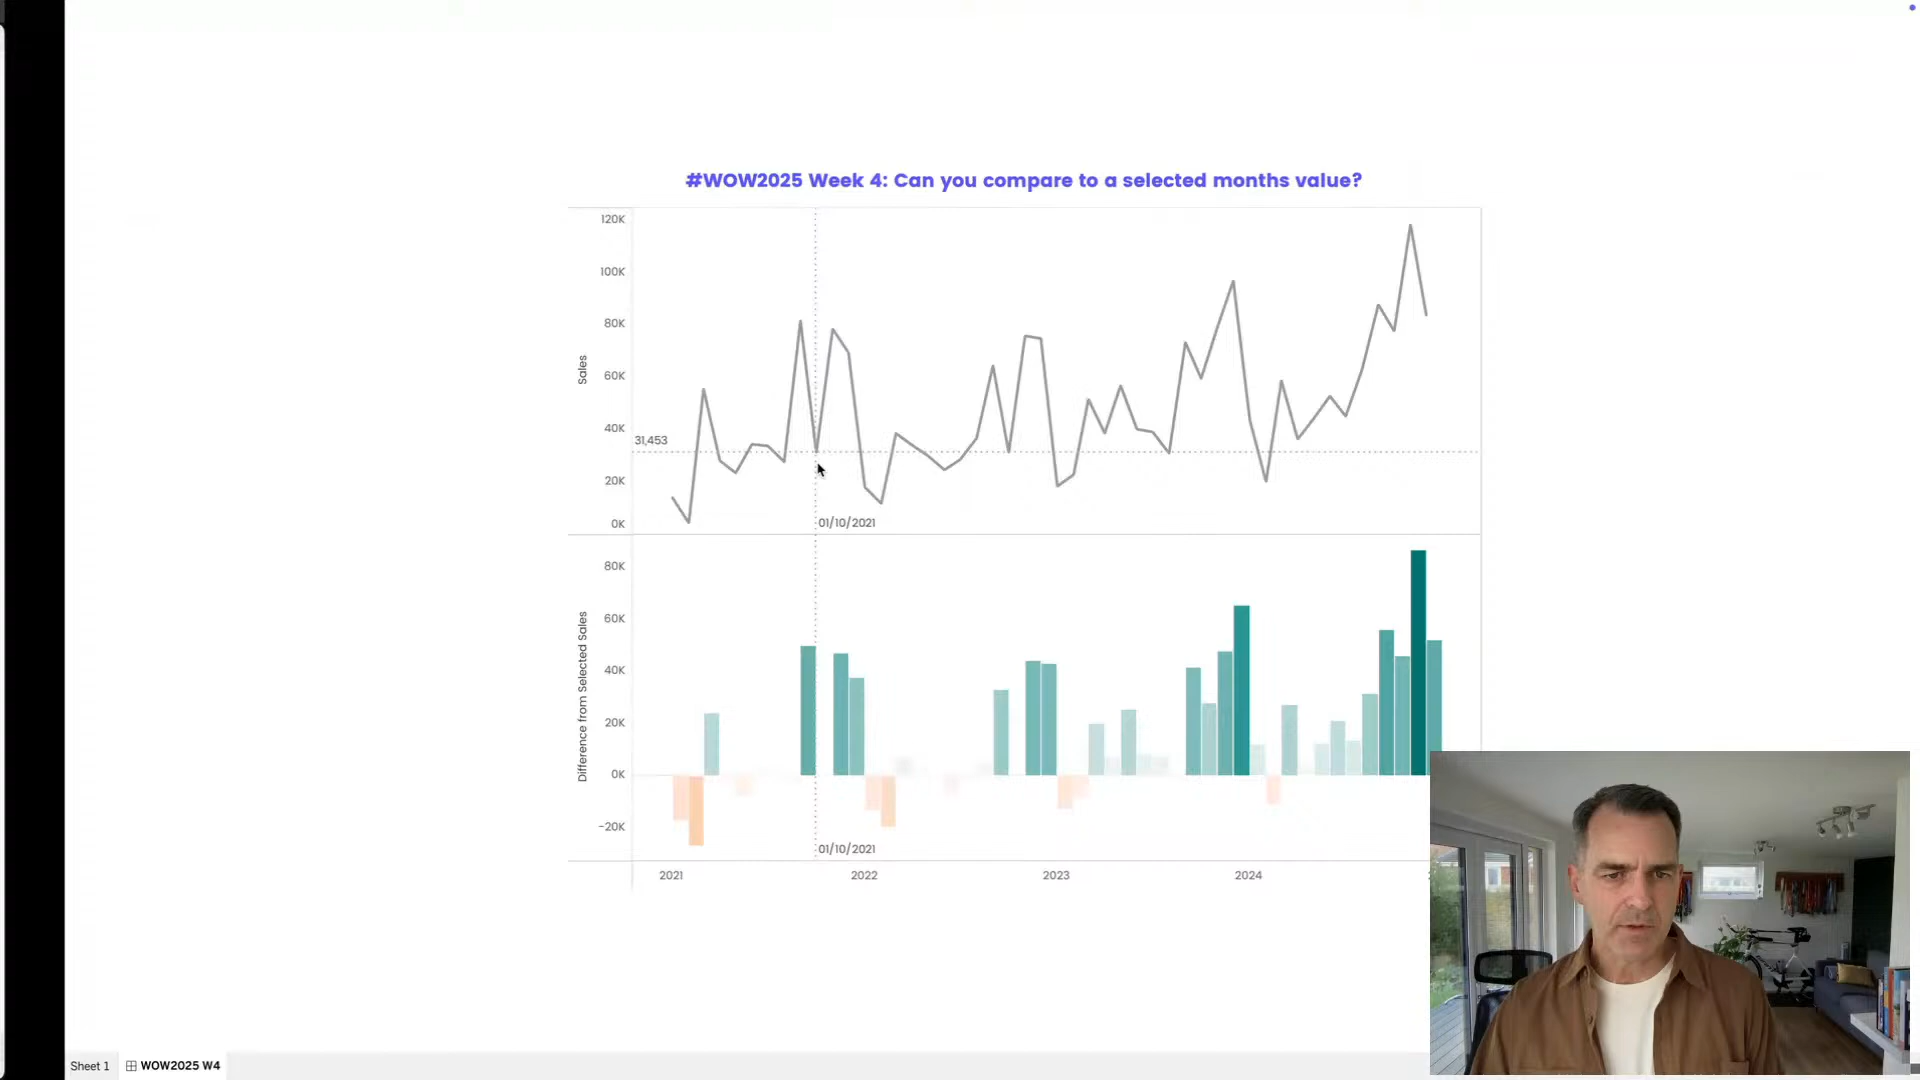 #WOW2025 Week 4: Can you compare to a selected months value?
120K
100K
80K
60K
40K
20K
0K
Sales
31,453
01/10/2021
80K
60K
40K
20K
0K
-20K
Difference from Selected Sales
01/10/2021
2021
2022
2023
2024
Sheet 1
WOW2025 W4